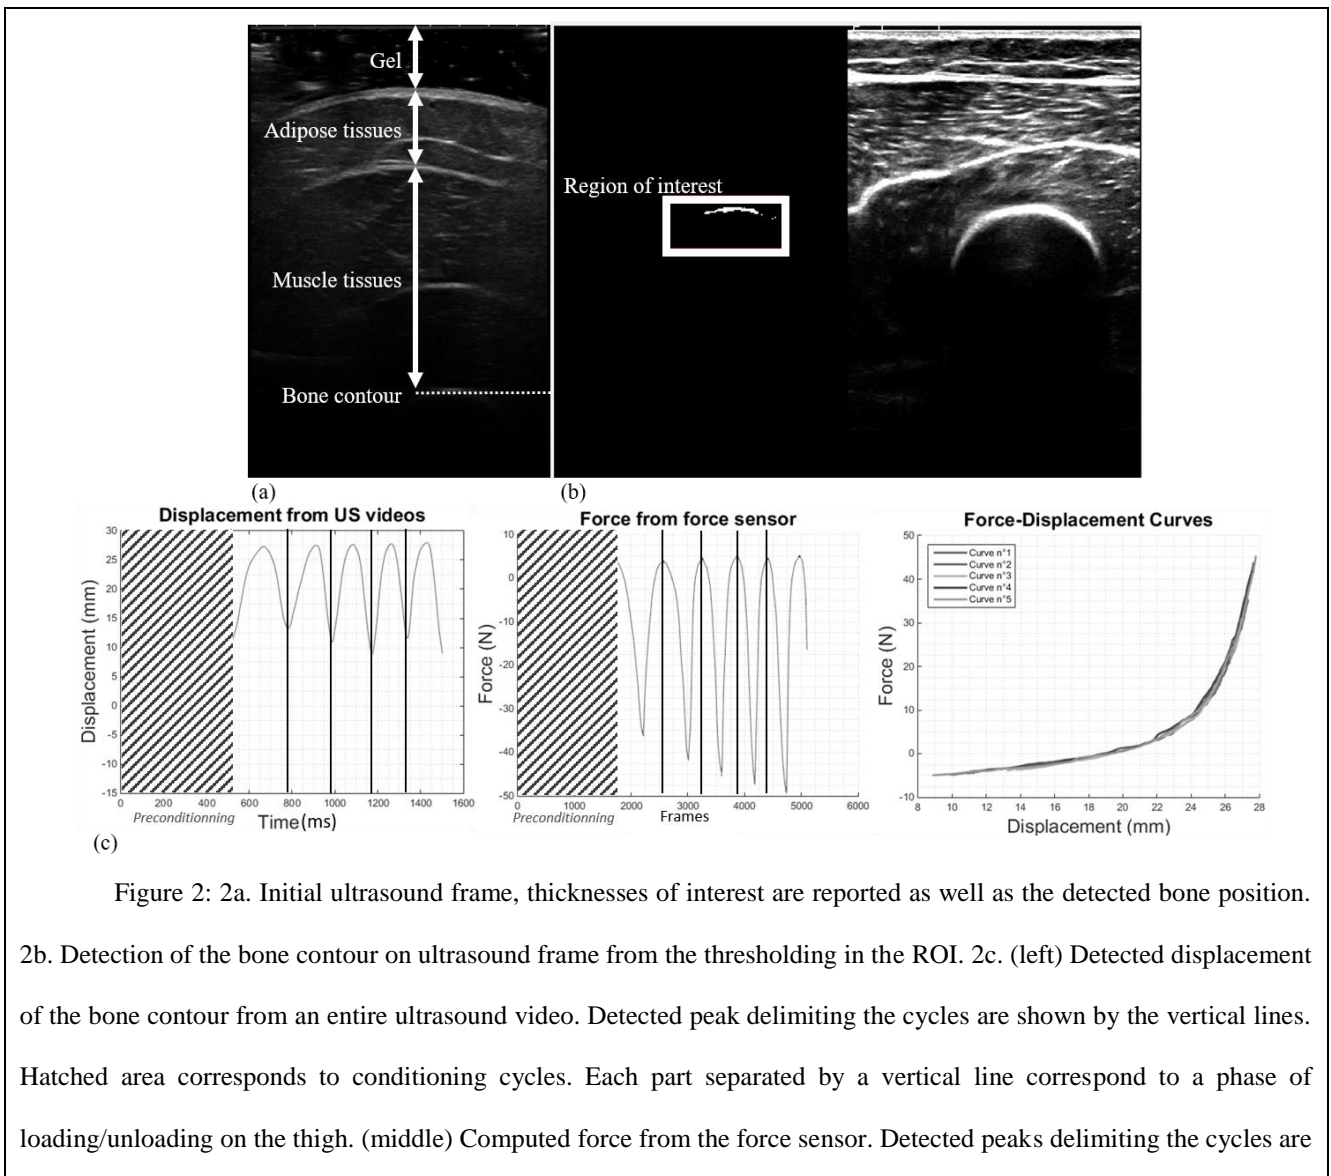 Gel
Adipose tissues
Muscle tissues
Bone contour
Region of interest
(a)
(b)
Displacement from US videos
Displacement (mm)
30
25
20
15
10
5
0
-5
-10
-15
0
200
400
600
800
1000
1200
1400
1600
Preconditionning
Time(ms)
Force from force sensor
Force (N)
10
0
-10
-20
-30
-40
-50
0
1000
2000
3000
4000
5000
6000
Preconditionning
Frames
Force-Displacement Curves
Curve n°1
Curve n°2
Curve n°3
Curve n°4
Curve n°5
Force (N)
50
40
30
20
10
0
-10
8
10
12
14
16
18
20
22
24
26
28
Displacement (mm)
(c)
Figure 2: 2a. Initial ultrasound frame, thicknesses of interest are reported as well as the detected bone position.
2b. Detection of the bone contour on ultrasound frame from the thresholding in the ROI. 2c. (left) Detected displacement
of the bone contour from an entire ultrasound video. Detected peak delimiting the cycles are shown by the vertical lines.
Hatched area corresponds to conditioning cycles. Each part separated by a vertical line correspond to a phase of
loading/unloading on the thigh. (middle) Computed force from the force sensor. Detected peaks delimiting the cycles are